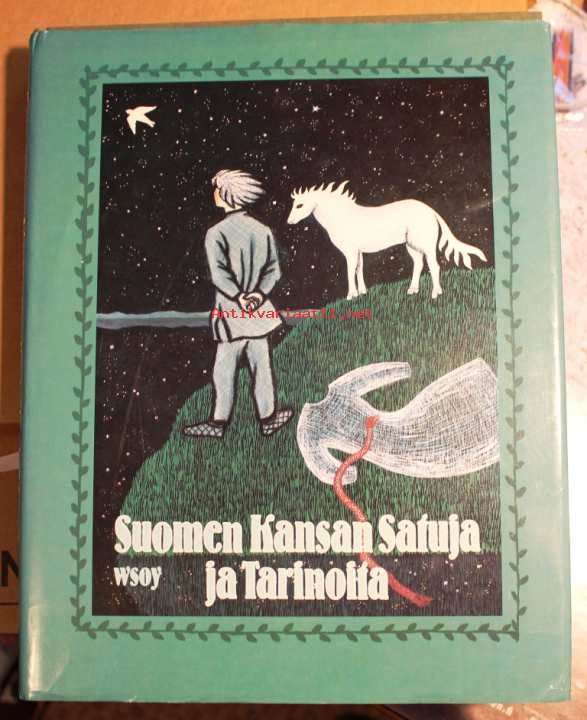 Antikvariaatti.net
Suomen Kansan Satuja
wsoy ja Tarinoita
N